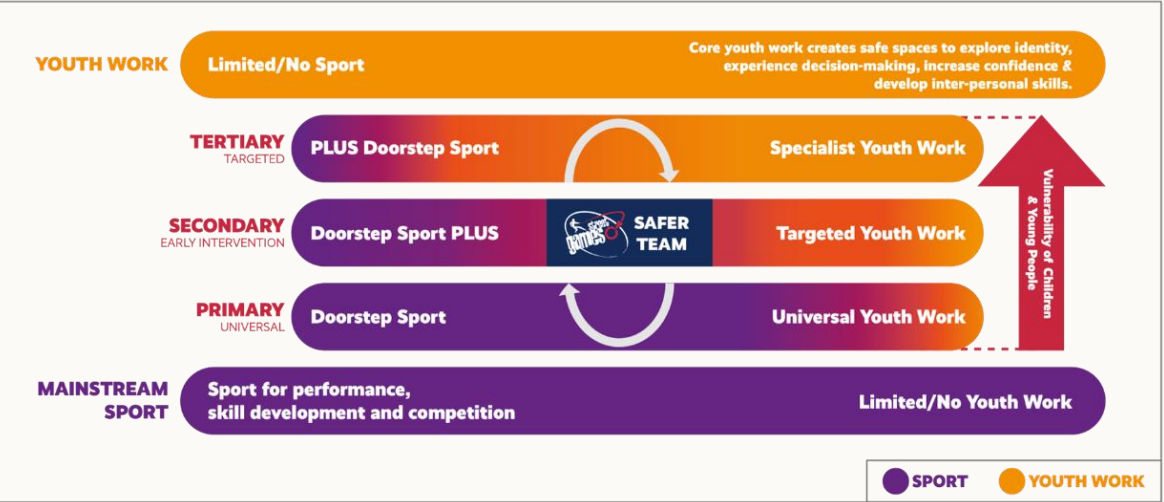 YOUTH WORK
Limited/No Sport
Core youth work creates safe spaces to explore identity,
experience decision-making, increase confidence &
develop inter-personal skills.
TERTIARY
TARGETED
PLUS Doorstep Sport
Specialist Youth Work
SECONDARY
EARLY INTERVENTION
Doorstep Sport PLUS
street
games
SAFER
TEAM
Targeted Youth Work
PRIMARY
UNIVERSAL
Doorstep Sport
Universal Youth Work
Vulnerability of Children
& Young People
MAINSTREAM
SPORT
Sport for performance,
skill development and competition
Limited/No Youth Work
SPORT
YOUTH WORK